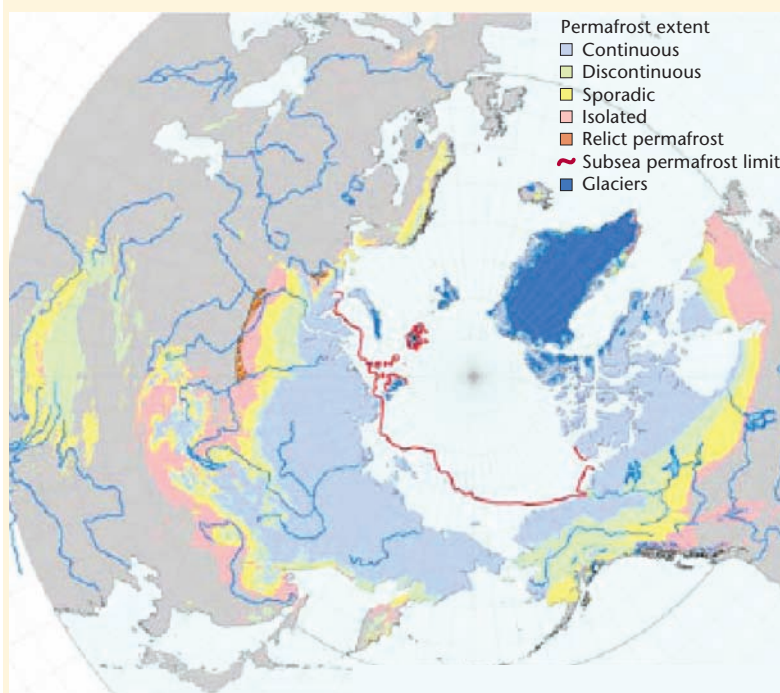 Permafrost extent
Continuous
Discontinuous
Sporadic
Isolated
Relict permafrost
Subsea permafrost limit
Glaciers